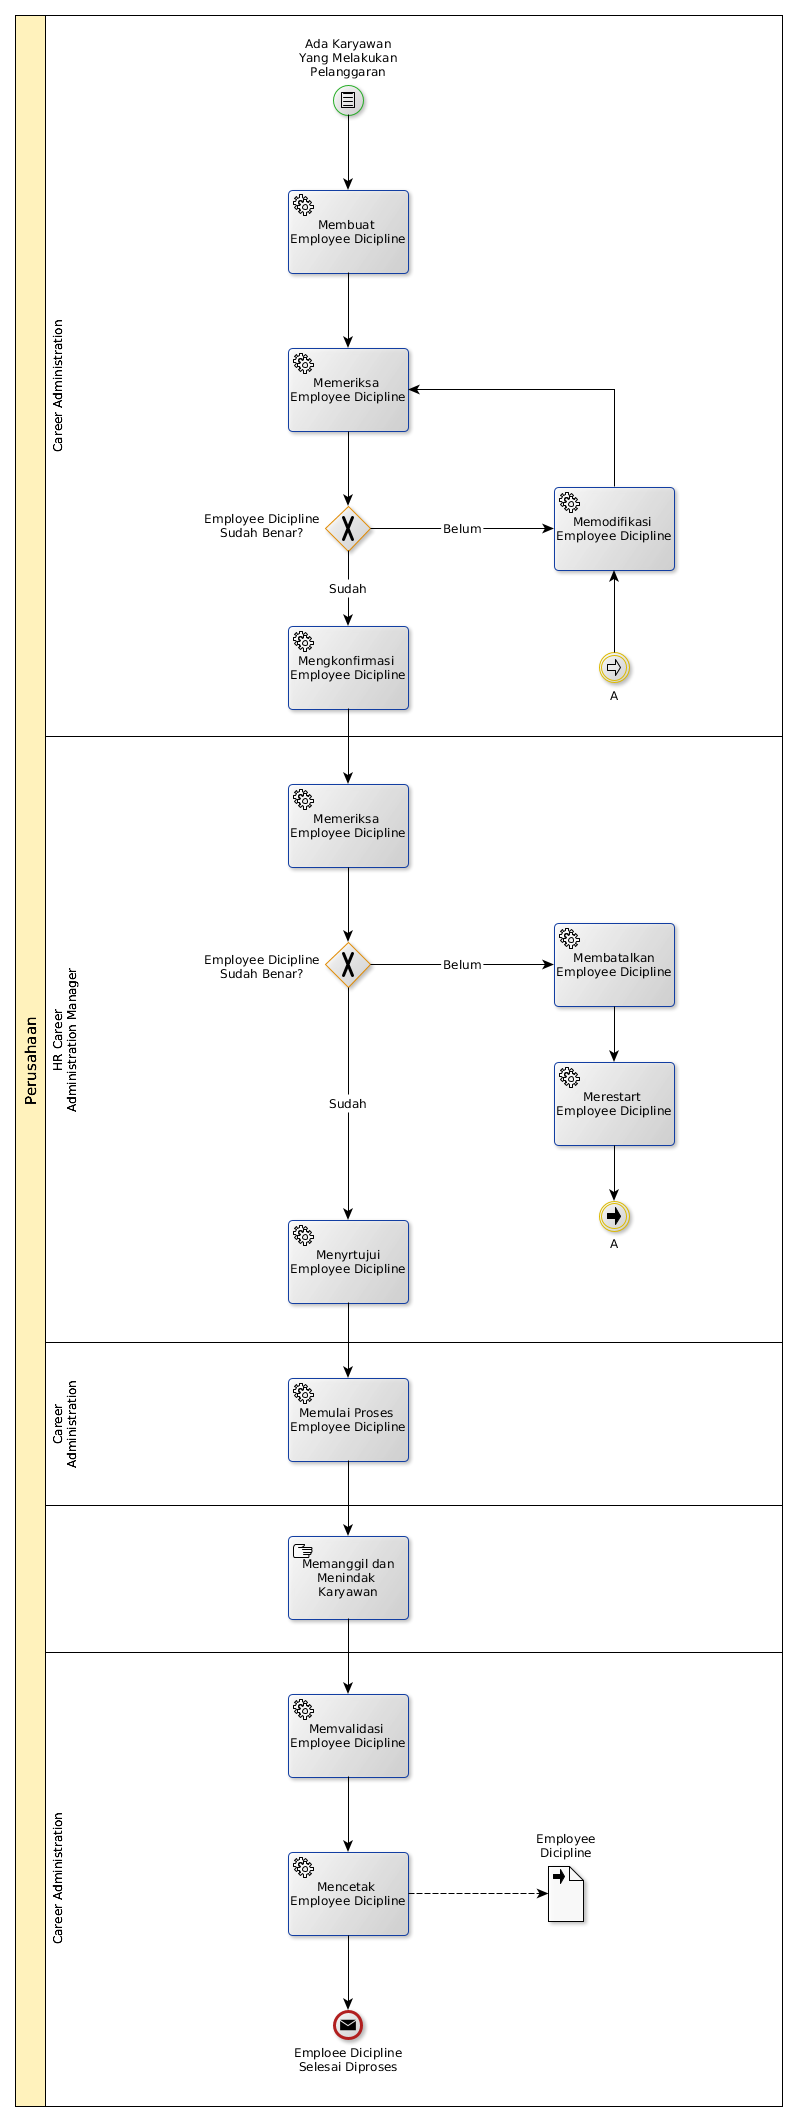 Perusahaan
Career Administration
Ada Karyawan
Yang Melakukan
Pelanggaran
Membuat
Employee Dicipline
Memeriksa
Employee Dicipline
Employee Dicipline
Sudah Benar?
Belum
Memodifikasi
Employee Dicipline
Sudah
Mengkonfirmasi
Employee Dicipline
A
HR Career
Administration Manager
Memeriksa
Employee Dicipline
Employee Dicipline
Sudah Benar?
Belum
Membatalkan
Employee Dicipline
Merestart
Employee Dicipline
Sudah
A
Menyrtujui
Employee Dicipline
Career
Administration
Memulai Proses
Employee Dicipline
Memanggil dan
Menindak
Karyawan
Career Administration
Memvalidasi
Employee Dicipline
Mencetak
Employee Dicipline
Employee
Dicipline
Emploee Dicipline
Selesai Diproses